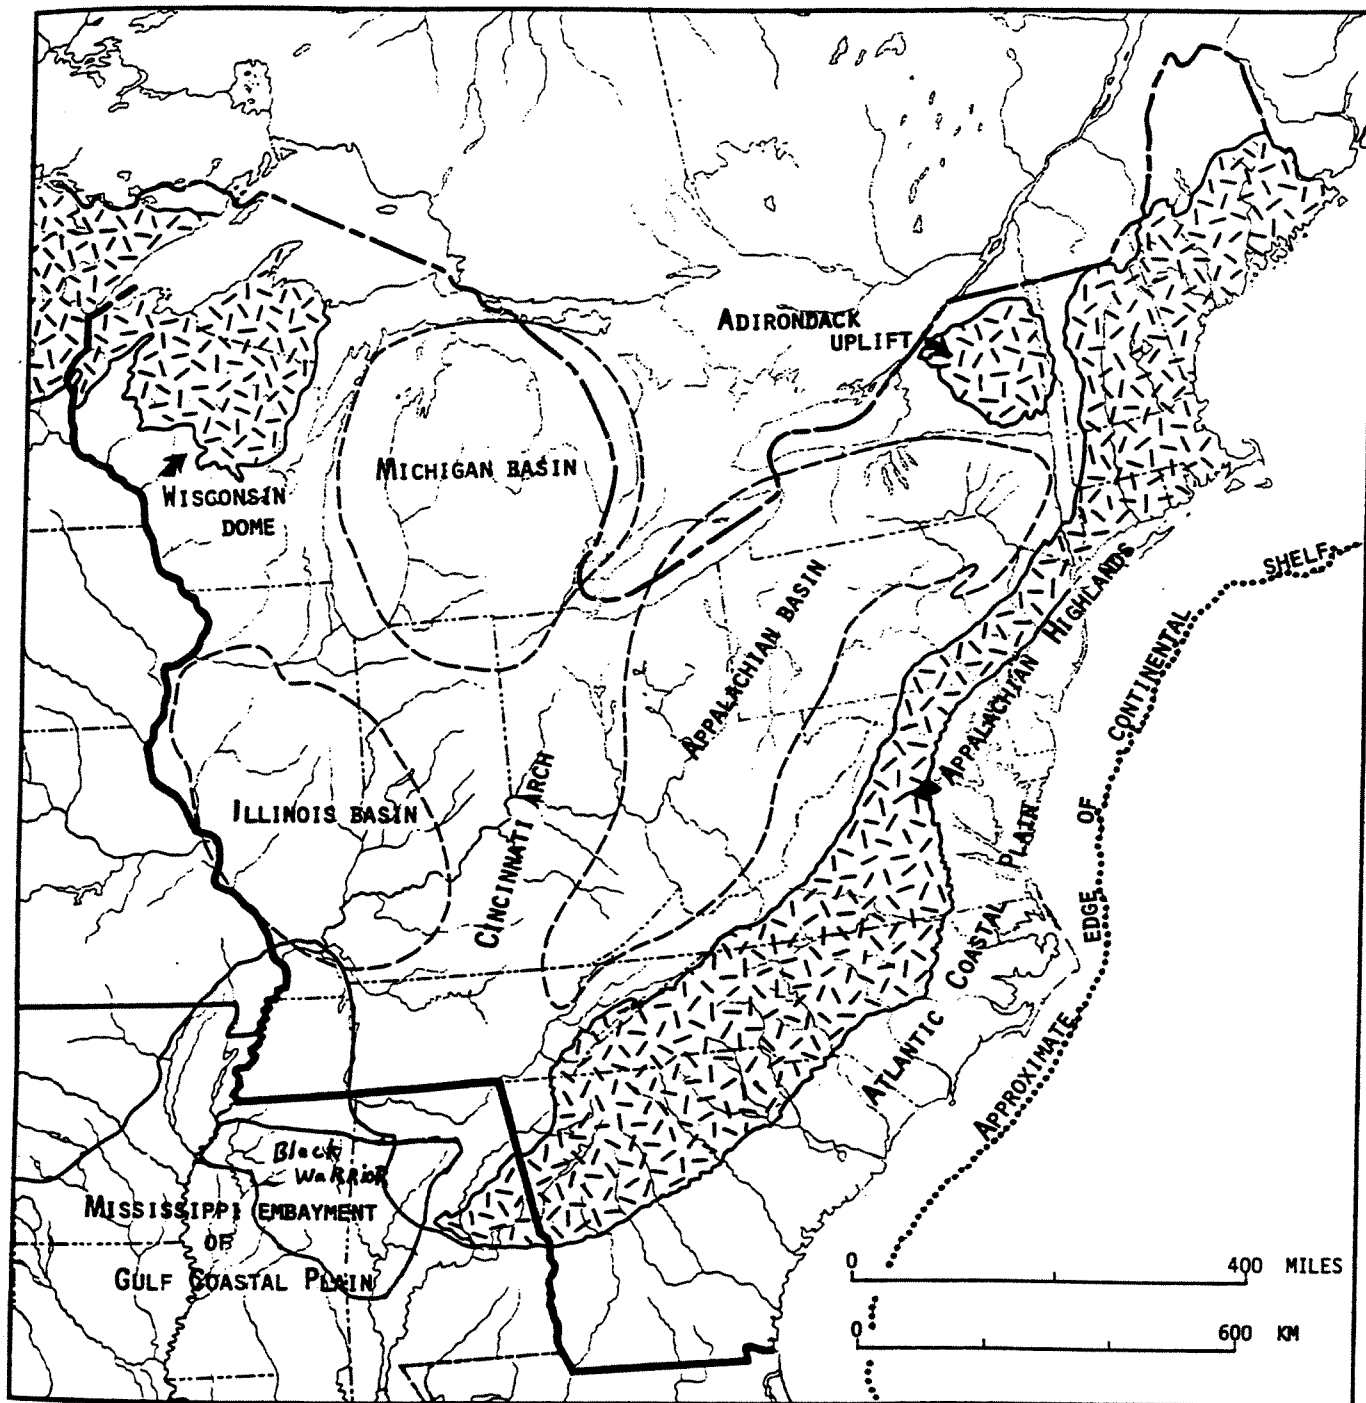 ADIRONDACK
UPLIFT
MICHIGAN BASIN
WISCONSIN
DOME
SHELF
CONTINENTAL
OF
EDGE
APPROXIMATE
APPALACHIAN HIGHLANDS
APPALACHIAN BASIN
ILLINOIS BASIN
CINCINNATI ARCH
ATLANTIC COASTAL PLAIN
Black
WaRRioR
MISSISSIPPI EMBAYMENT
OF
GULF COASTAL PLAIN
0 400 MILES
0 600 KM